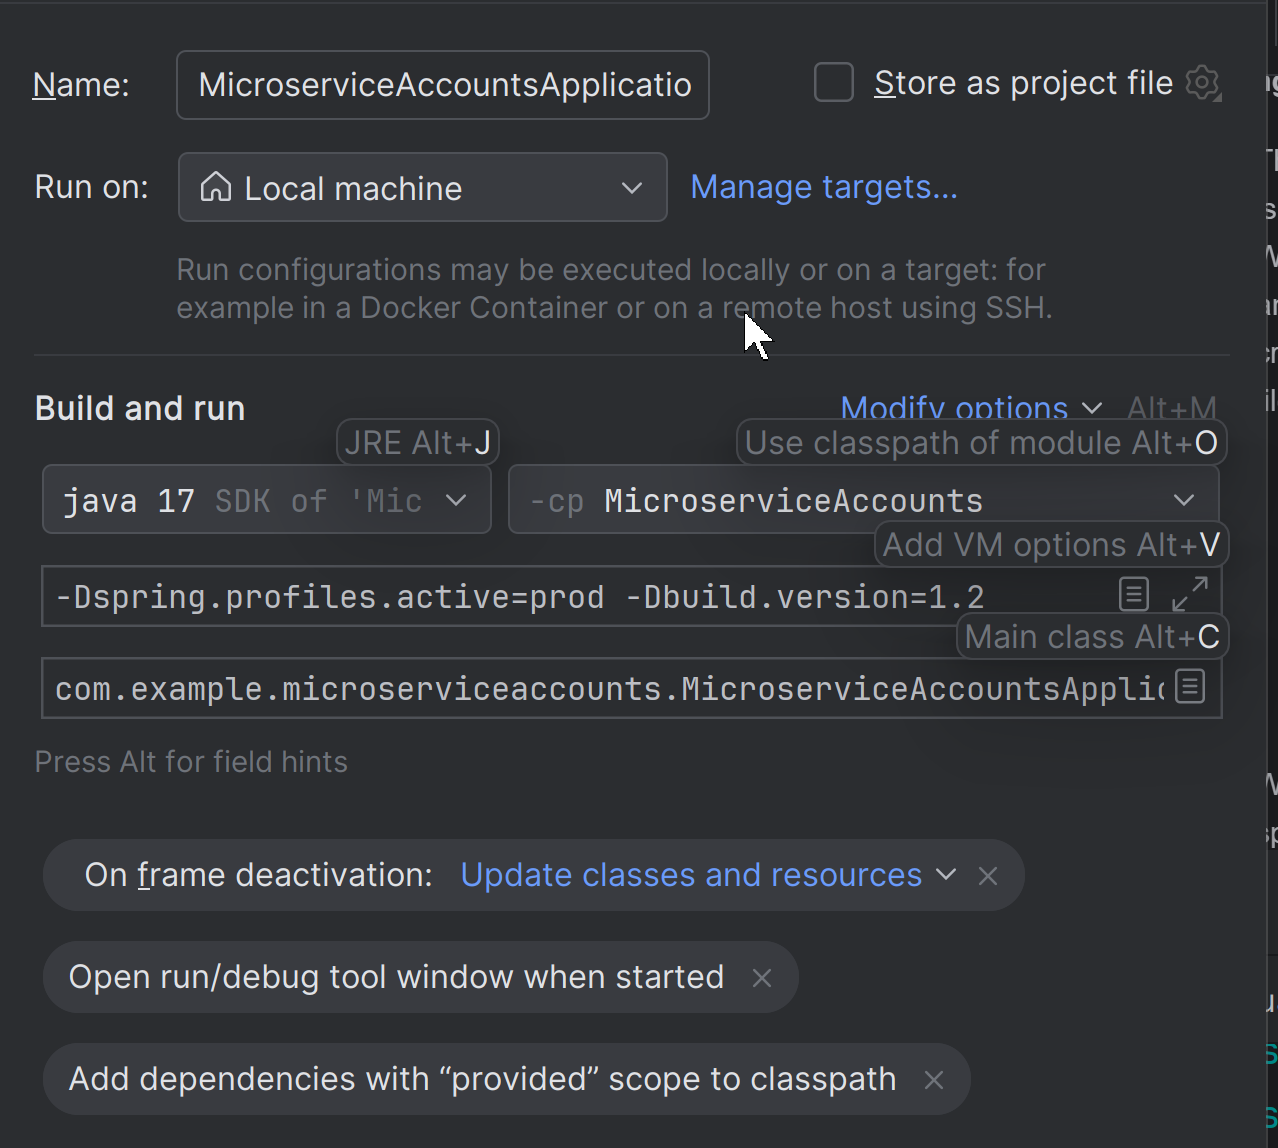 Name: MicroserviceAccountsApplicatio Store as project file
Run on: Local machine Manage targets...
Run configurations may be executed locally or on a target: for
example in a Docker Container or on a remote host using SSH.
Build and run Modify options Alt+M
JRE Alt+J Use classpath of module Alt+O
java 17 SDK of 'Mic -cp MicroserviceAccounts
Add VM options Alt+V
-Dspring.profiles.active=prod -Dbuild.version=1.2
Main class Alt+C
com.example.microserviceaccounts.MicroserviceAccountsApplic
Press Alt for field hints
On frame deactivation: Update classes and resources
Open run/debug tool window when started
Add dependencies with “provided” scope to classpath